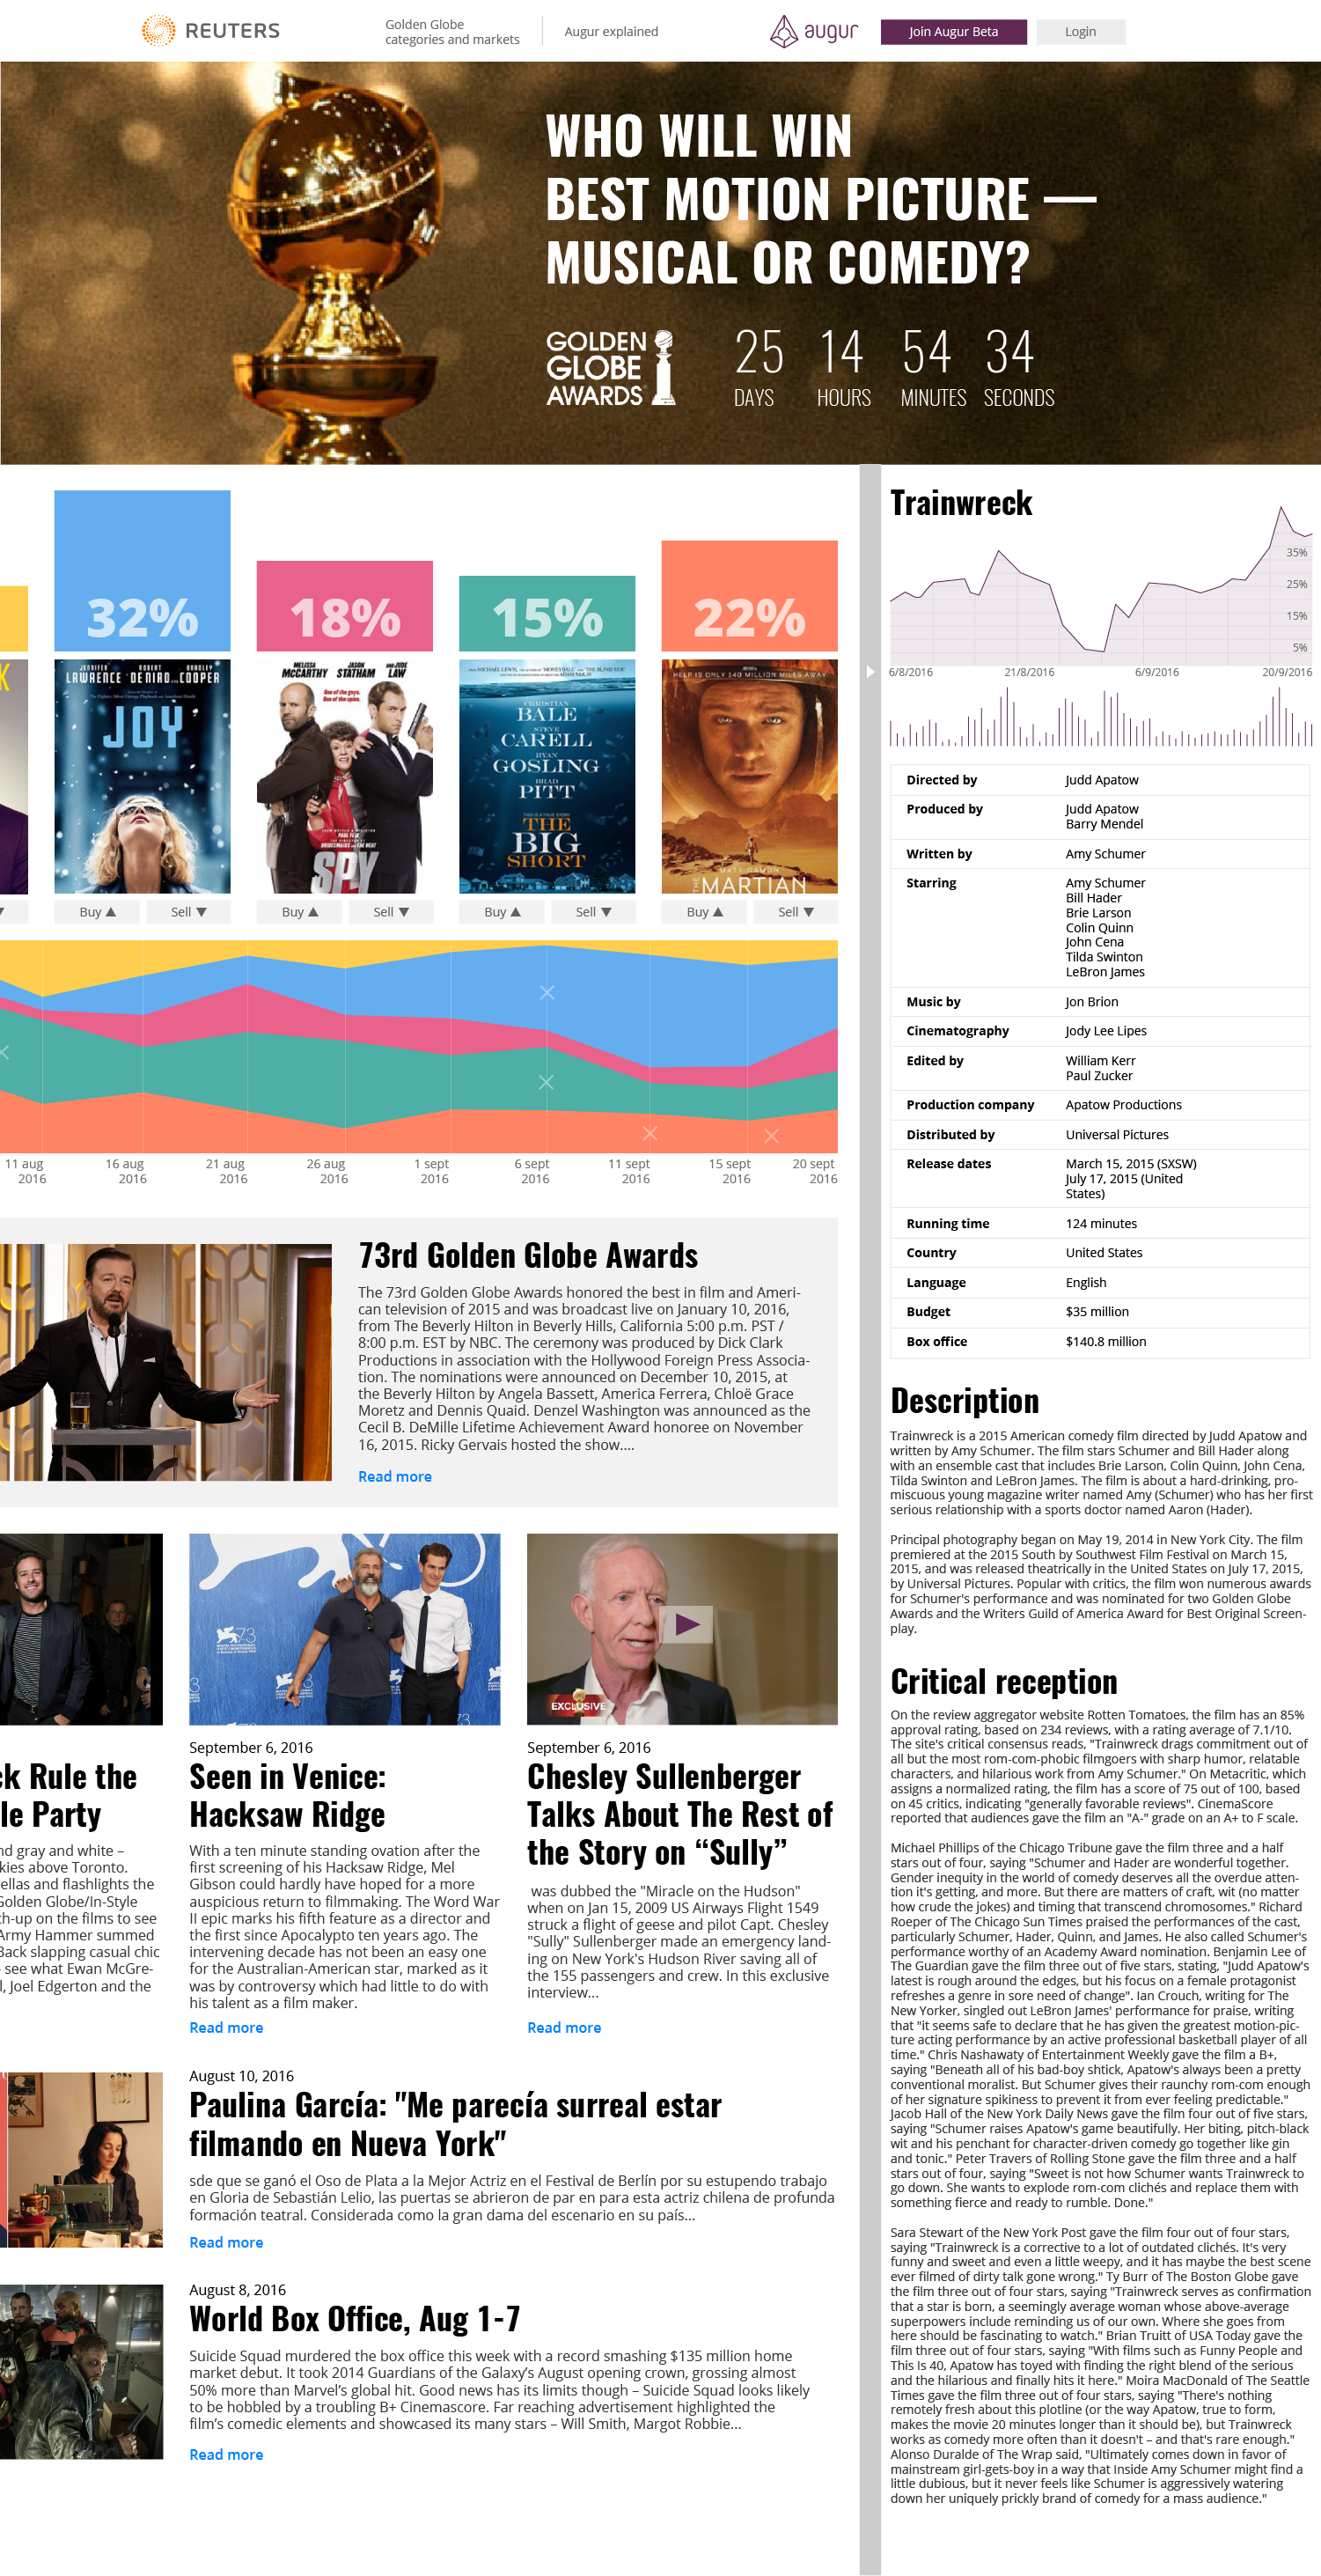 REUTERS
Golden Globe
categories and markets
Augur explained
augur
Join Augur Beta
Login
WHO WILL WIN
BEST MOTION PICTURE —
MUSICAL OR COMEDY?
GOLDEN
GLOBE
AWARDS
25 14 54 34
DAYS HOURS MINUTES SECONDS
32%
18%
15%
22%
K
JENNIFER ROBERT BRADLEY
LAWRENCE DE NIRO COOPER
JOY
MELISSA JASON JUDE
MCCARTHY STATHAM LAW
One of the guys.
One of the spies.
SPY
CHRISTIAN
BALE
STEVE
CARELL
RYAN
GOSLING
BRAD
PITT
THIS IS A TRUE STORY
THE
BIG
SHORT
HELP IS ONLY 140 MILLION MILES AWAY
MATT DAMON
THE MARTIAN
Buy ▲ Sell ▼
Buy ▲ Sell ▼
Buy ▲ Sell ▼
Buy ▲ Sell ▼
11 aug
2016
16 aug
2016
21 aug
2016
26 aug
2016
1 sept
2016
6 sept
2016
11 sept
2016
15 sept
2016
20 sept
2016
73rd Golden Globe Awards
The 73rd Golden Globe Awards honored the best in film and Ameri-
can television of 2015 and was broadcast live on January 10, 2016,
from The Beverly Hilton in Beverly Hills, California 5:00 p.m. PST /
8:00 p.m. EST by NBC. The ceremony was produced by Dick Clark
Productions in association with the Hollywood Foreign Press Associa-
tion. The nominations were announced on December 10, 2015, at
the Beverly Hilton by Angela Bassett, America Ferrera, Chloë Grace
Moretz and Dennis Quaid. Denzel Washington was announced as the
Cecil B. DeMille Lifetime Achievement Award honoree on November
16, 2015. Ricky Gervais hosted the show....
Read more
ck Rule the
le Party
nd gray and white –
kies above Toronto.
ellas and flashlights the
Golden Globe/In-Style
ch-up on the films to see
Army Hammer summed
Back slapping casual chic
see what Ewan McGre-
l, Joel Edgerton and the
73
73
September 6, 2016
Seen in Venice:
Hacksaw Ridge
With a ten minute standing ovation after the
first screening of his Hacksaw Ridge, Mel
Gibson could hardly have hoped for a more
auspicious return to filmmaking. The Word War
II epic marks his fifth feature as a director and
the first since Apocalypto ten years ago. The
intervening decade has not been an easy one
for the Australian-American star, marked as it
was by controversy which had little to do with
his talent as a film maker.
Read more
EXCLUSIVE
September 6, 2016
Chesley Sullenberger
Talks About The Rest of
the Story on “Sully”
was dubbed the "Miracle on the Hudson"
when on Jan 15, 2009 US Airways Flight 1549
struck a flight of geese and pilot Capt. Chesley
"Sully" Sullenberger made an emergency land-
ing on New York's Hudson River saving all of
the 155 passengers and crew. In this exclusive
interview...
Read more
August 10, 2016
Paulina García: "Me parecía surreal estar
filmando en Nueva York"
sde que se ganó el Oso de Plata a la Mejor Actriz en el Festival de Berlín por su estupendo trabajo
en Gloria de Sebastián Lelio, las puertas se abrieron de par en para esta actriz chilena de profunda
formación teatral. Considerada como la gran dama del escenario en su país...
Read more
August 8, 2016
World Box Office, Aug 1-7
Suicide Squad murdered the box office this week with a record smashing $135 million home
market debut. It took 2014 Guardians of the Galaxy’s August opening crown, grossing almost
50% more than Marvel’s global hit. Good news has its limits though – Suicide Squad looks likely
to be hobbled by a troubling B+ Cinemascore. Far reaching advertisement highlighted the
film’s comedic elements and showcased its many stars – Will Smith, Margot Robbie...
Read more
Trainwreck
35%
25%
15%
5%
6/8/2016 21/8/2016 6/9/2016 20/9/2016
Directed by Judd Apatow
Produced by Judd Apatow
Barry Mendel
Written by Amy Schumer
Starring Amy Schumer
Bill Hader
Brie Larson
Colin Quinn
John Cena
Tilda Swinton
LeBron James
Music by Jon Brion
Cinematography Jody Lee Lipes
Edited by William Kerr
Paul Zucker
Production company Apatow Productions
Distributed by Universal Pictures
Release dates March 15, 2015 (SXSW)
July 17, 2015 (United
States)
Running time 124 minutes
Country United States
Language English
Budget $35 million
Box office $140.8 million
Description
Trainwreck is a 2015 American comedy film directed by Judd Apatow and
written by Amy Schumer. The film stars Schumer and Bill Hader along
with an ensemble cast that includes Brie Larson, Colin Quinn, John Cena,
Tilda Swinton and LeBron James. The film is about a hard-drinking, pro-
miscuous young magazine writer named Amy (Schumer) who has her first
serious relationship with a sports doctor named Aaron (Hader).
Principal photography began on May 19, 2014 in New York City. The film
premiered at the 2015 South by Southwest Film Festival on March 15,
2015, and was released theatrically in the United States on July 17, 2015,
by Universal Pictures. Popular with critics, the film won numerous awards
for Schumer's performance and was nominated for two Golden Globe
Awards and the Writers Guild of America Award for Best Original Screen-
play.
Critical reception
On the review aggregator website Rotten Tomatoes, the film has an 85%
approval rating, based on 234 reviews, with a rating average of 7.1/10.
The site's critical consensus reads, "Trainwreck drags commitment out of
all but the most rom-com-phobic filmgoers with sharp humor, relatable
characters, and hilarious work from Amy Schumer." On Metacritic, which
assigns a normalized rating, the film has a score of 75 out of 100, based
on 45 critics, indicating "generally favorable reviews". CinemaScore
reported that audiences gave the film an "A-" grade on an A+ to F scale.
Michael Phillips of the Chicago Tribune gave the film three and a half
stars out of four, saying "Schumer and Hader are wonderful together.
Gender inequity in the world of comedy deserves all the overdue atten-
tion it's getting, and more. But there are matters of craft, wit (no matter
how crude the jokes) and timing that transcend chromosomes." Richard
Roeper of The Chicago Sun Times praised the performances of the cast,
particularly Schumer, Hader, Quinn, and James. He also called Schumer's
performance worthy of an Academy Award nomination. Benjamin Lee of
The Guardian gave the film three out of five stars, stating, "Judd Apatow's
latest is rough around the edges, but his focus on a female protagonist
refreshes a genre in sore need of change". Ian Crouch, writing for The
New Yorker, singled out LeBron James' performance for praise, writing
that "it seems safe to declare that he has given the greatest motion-pic-
ture acting performance by an active professional basketball player of all
time." Chris Nashawaty of Entertainment Weekly gave the film a B+,
saying "Beneath all of his bad-boy shtick, Apatow's always been a pretty
conventional moralist. But Schumer gives their raunchy rom-com enough
of her signature spikiness to prevent it from ever feeling predictable."
Jacob Hall of the New York Daily News gave the film four out of five stars,
saying "Schumer raises Apatow's game beautifully. Her biting, pitch-black
wit and his penchant for character-driven comedy go together like gin
and tonic." Peter Travers of Rolling Stone gave the film three and a half
stars out of four, saying "Sweet is not how Schumer wants Trainwreck to
go down. She wants to explode rom-com clichés and replace them with
something fierce and ready to rumble. Done."
Sara Stewart of the New York Post gave the film four out of four stars,
saying "Trainwreck is a corrective to a lot of outdated clichés. It's very
funny and sweet and even a little weepy, and it has maybe the best scene
ever filmed of dirty talk gone wrong." Ty Burr of The Boston Globe gave
the film three out of four stars, saying "Trainwreck serves as confirmation
that a star is born, a seemingly average woman whose above-average
superpowers include reminding us of our own. Where she goes from
here should be fascinating to watch." Brian Truitt of USA Today gave the
film three out of four stars, saying "With films such as Funny People and
This Is 40, Apatow has toyed with finding the right blend of the serious
and the hilarious and finally hits it here." Moira MacDonald of The Seattle
Times gave the film three out of four stars, saying "There's nothing
remotely fresh about this plotline (or the way Apatow, true to form,
makes the movie 20 minutes longer than it should be), but Trainwreck
works as comedy more often than it doesn't – and that's rare enough."
Alonso Duralde of The Wrap said, "Ultimately comes down in favor of
mainstream girl-gets-boy in a way that Inside Amy Schumer might find a
little dubious, but it never feels like Schumer is aggressively watering
down her uniquely prickly brand of comedy for a mass audience."